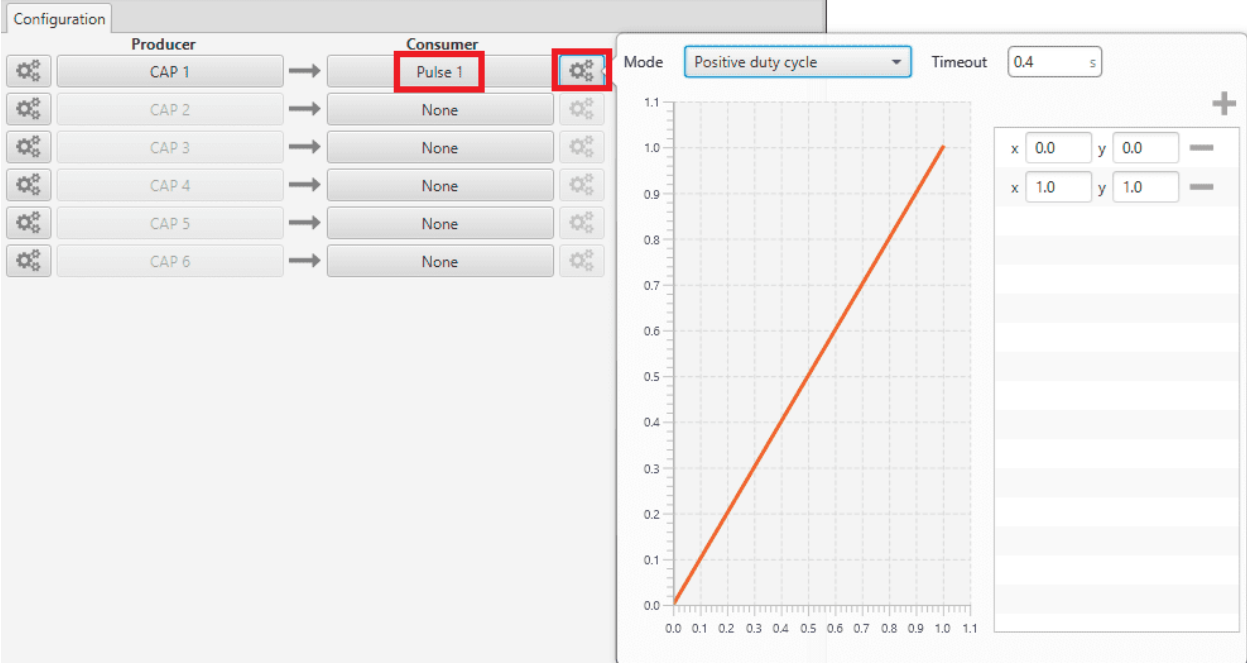 Configuration
Producer Consumer
CAP 1 Pulse 1
CAP 2 None
CAP 3 None
CAP 4 None
CAP 5 None
CAP 6 None
Mode Positive duty cycle Timeout 0.4 s
1.1
1.0
0.9
0.8
0.7
0.6
0.5
0.4
0.3
0.2
0.1
0.0
0.0 0.1 0.2 0.3 0.4 0.5 0.6 0.7 0.8 0.9 1.0 1.1
x 0.0 y 0.0
x 1.0 y 1.0